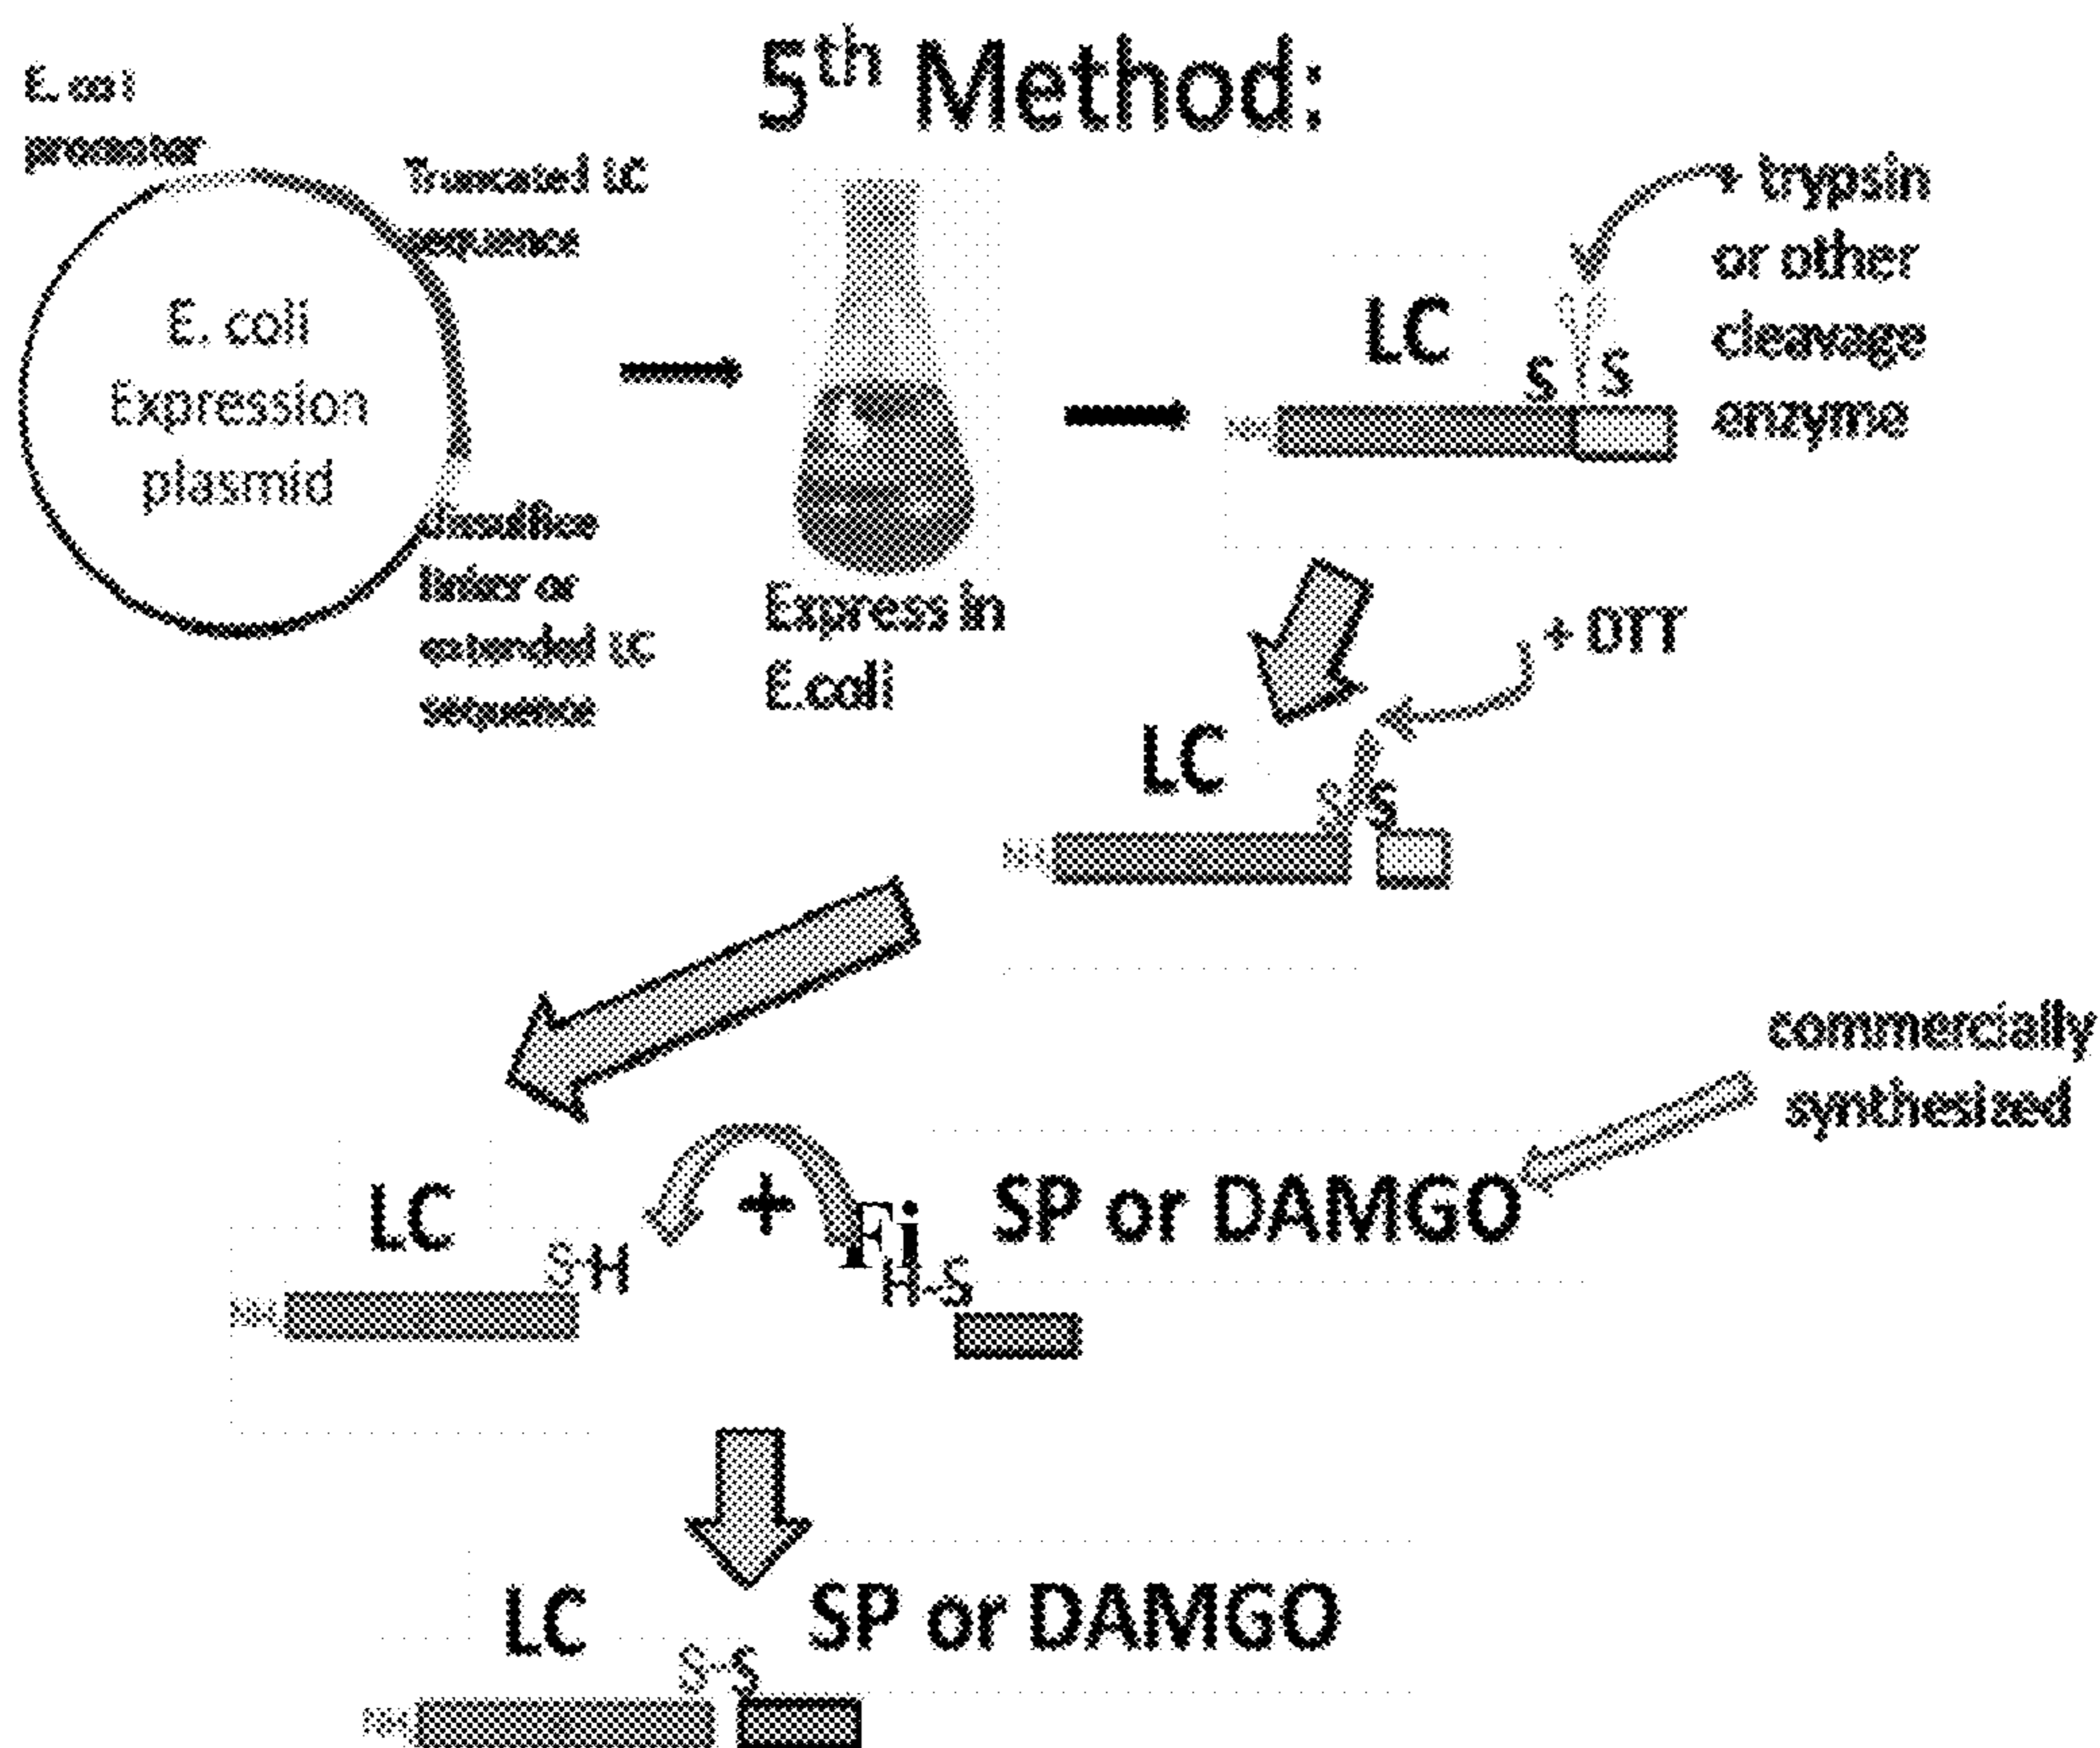 5th Method:
E. coli
promoter
Truncated LC
sequence
E. coli
Expression
plasmid
disulfide
linker or
extended LC
sequence
Express in
E.coli
LC
S S
+ trypsin
or other
cleavage
enzyme
+ DTT
LC
S S
commercially
synthesized
LC
S-H
+
Fi
H-S
SP or DAMGO
LC
S-S
SP or DAMGO